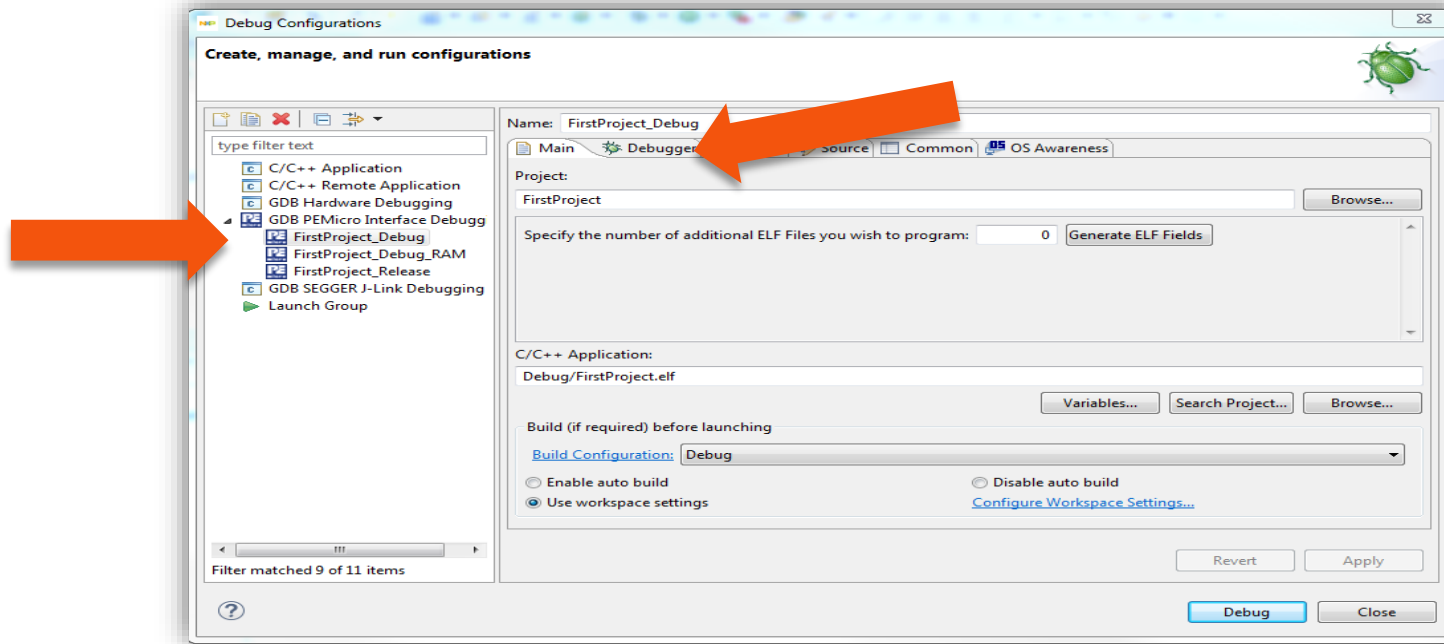 NXP Debug Configurations
Create, manage, and run configurations
type filter text
C/C++ Application
C/C++ Remote Application
GDB Hardware Debugging
GDB PEMicro Interface Debugg
FirstProject_Debug
FirstProject_Debug_RAM
FirstProject_Release
GDB SEGGER J-Link Debugging
Launch Group
Filter matched 9 of 11 items
Name: FirstProject_Debug
Main Debugger Source Common OS Awareness
Project:
FirstProject Browse...
Specify the number of additional ELF Files you wish to program: 0 Generate ELF Fields
C/C++ Application:
Debug/FirstProject.elf
Variables... Search Project... Browse...
Build (if required) before launching
Build Configuration: Debug
Enable auto build Disable auto build
Use workspace settings Configure Workspace Settings...
Revert Apply
Debug Close